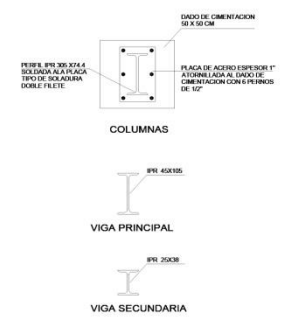 DADO DE CIMENTACION
50 X 50 CM
PERFIL IPR 305 X74.4
SOLDADA ALA PLACA
TIPO DE SOLADURA
DOBLE FILETE.
PLACA DE ACERO ESPESOR 1"
ATORNILLADA AL DADO DE
CIMENTACION CON 6 PERNOS
DE 1/2"
COLUMNAS
IPR 45X105
VIGA PRINCIPAL
IPR 25X38
VIGA SECUNDARIA